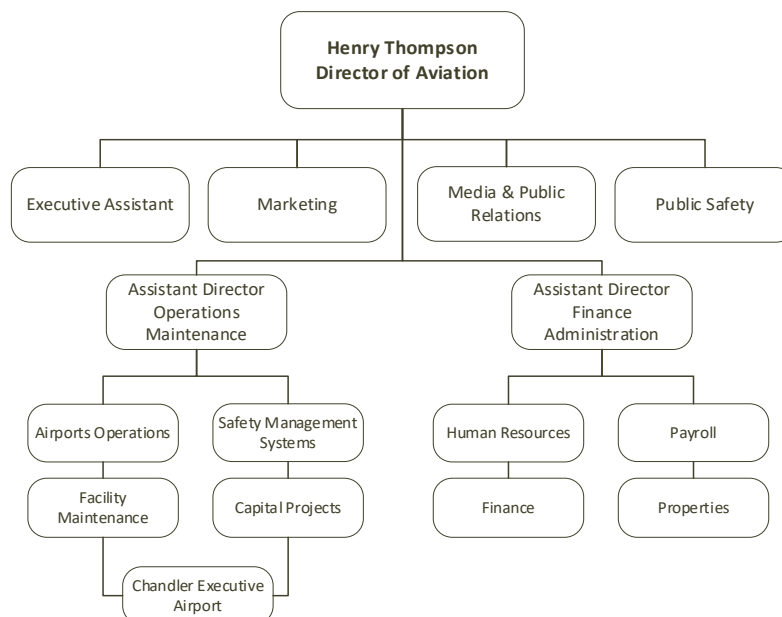 Henry Thompson
Director of Aviation
Executive Assistant
Marketing
Media & Public
Relations
Public Safety
Assistant Director
Operations
Maintenance
Assistant Director
Finance
Administration
Airports Operations
Safety Management
Systems
Human Resources
Payroll
Facility
Maintenance
Capital Projects
Finance
Properties
Chandler Executive
Airport